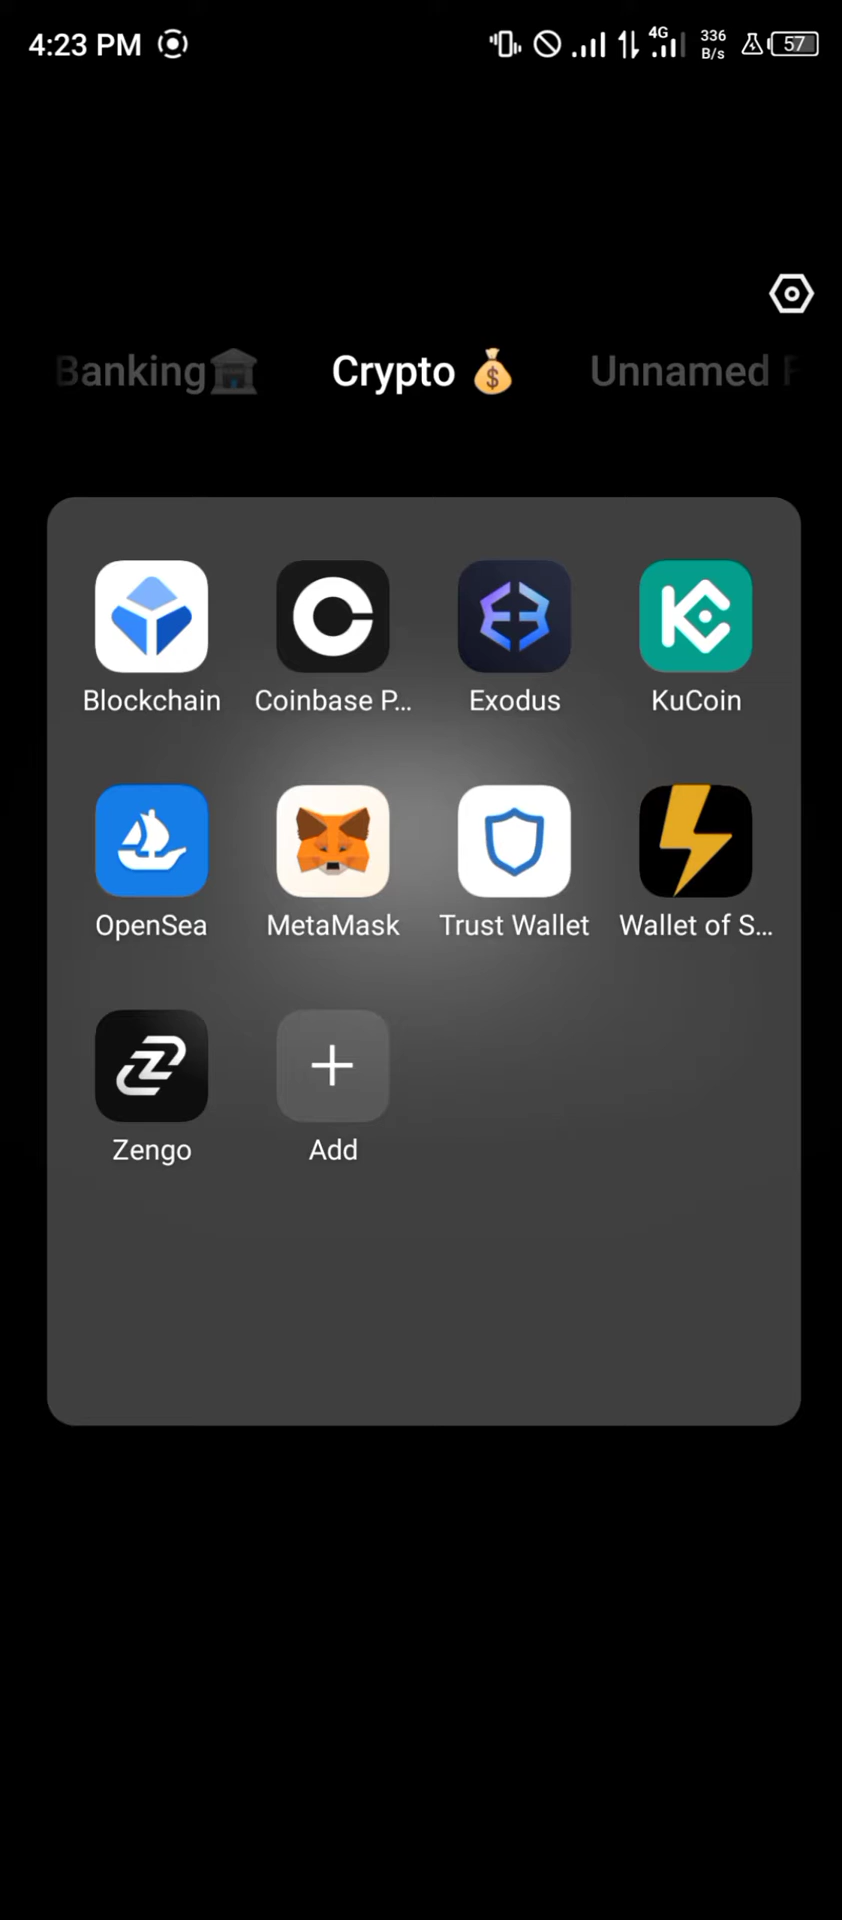 4:23 PM 4G 336 B/s 57
Banking🏛️ Crypto 💰 Unnamed F
Blockchain Coinbase P... Exodus KuCoin
OpenSea MetaMask Trust Wallet Wallet of S...
Zengo Add